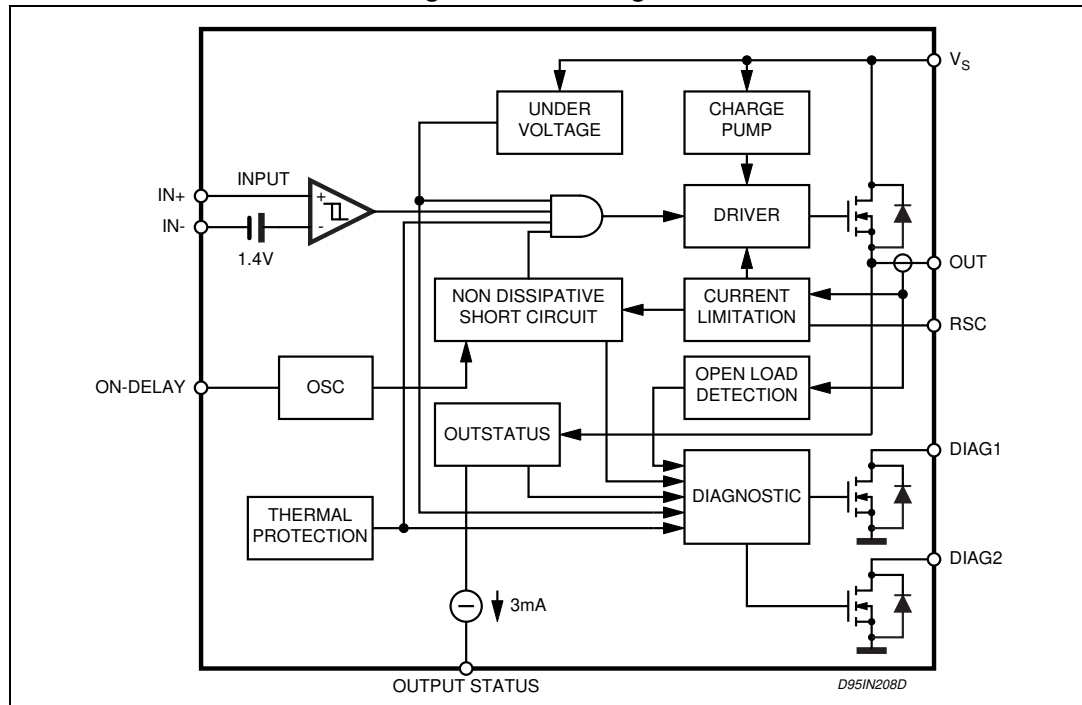 VS
UNDER
VOLTAGE
CHARGE
PUMP
INPUT
IN+
IN-
+
-
1.4V
DRIVER
OUT
NON DISSIPATIVE
SHORT CIRCUIT
CURRENT
LIMITATION
RSC
ON-DELAY
OSC
OPEN LOAD
DETECTION
OUTSTATUS
DIAG1
DIAGNOSTIC
THERMAL
PROTECTION
DIAG2
3mA
OUTPUT STATUS
D95IN208D